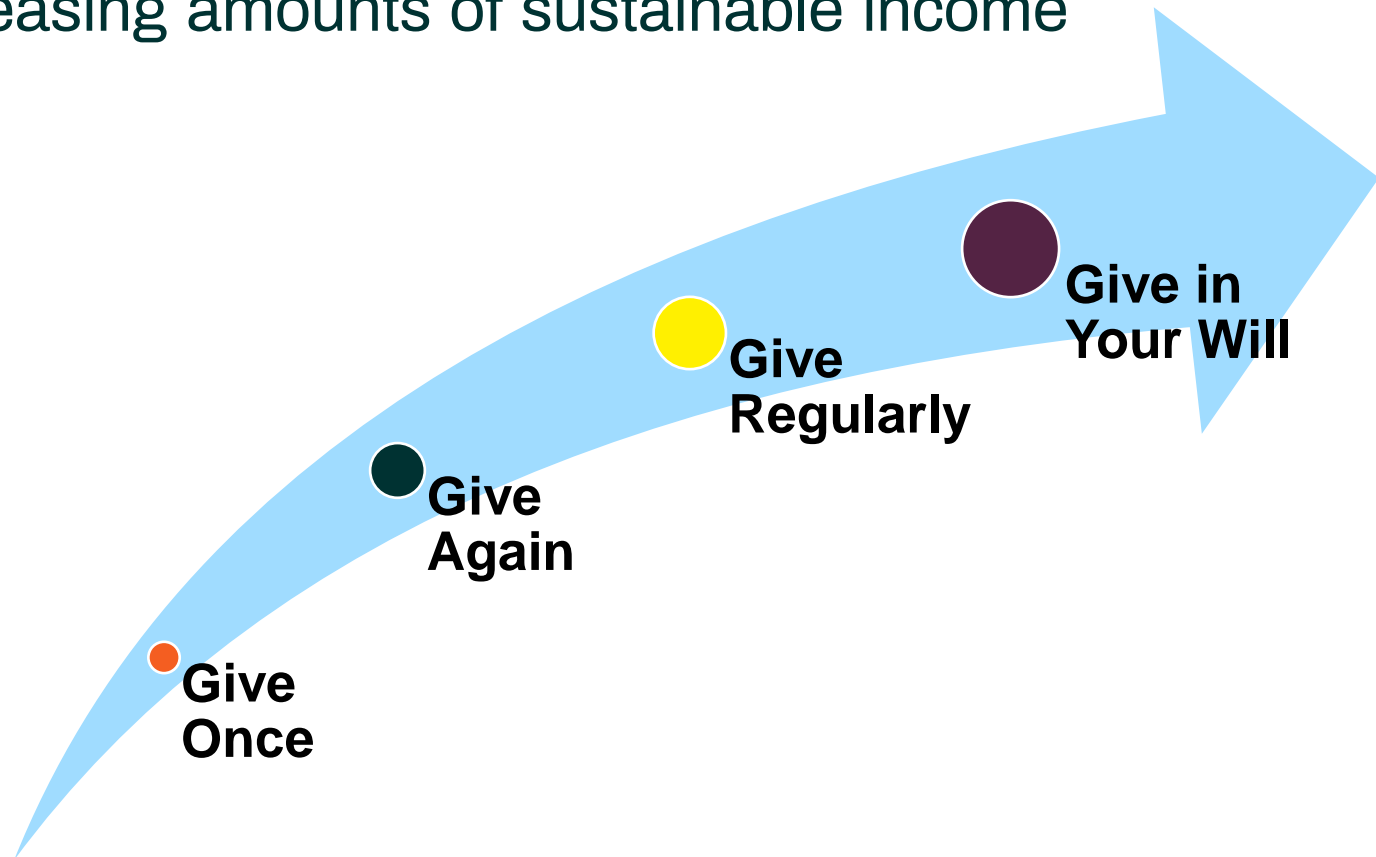 easing amounts of sustainable income
Give in
Your Will
Give
Regularly
Give
Again
Give
Once